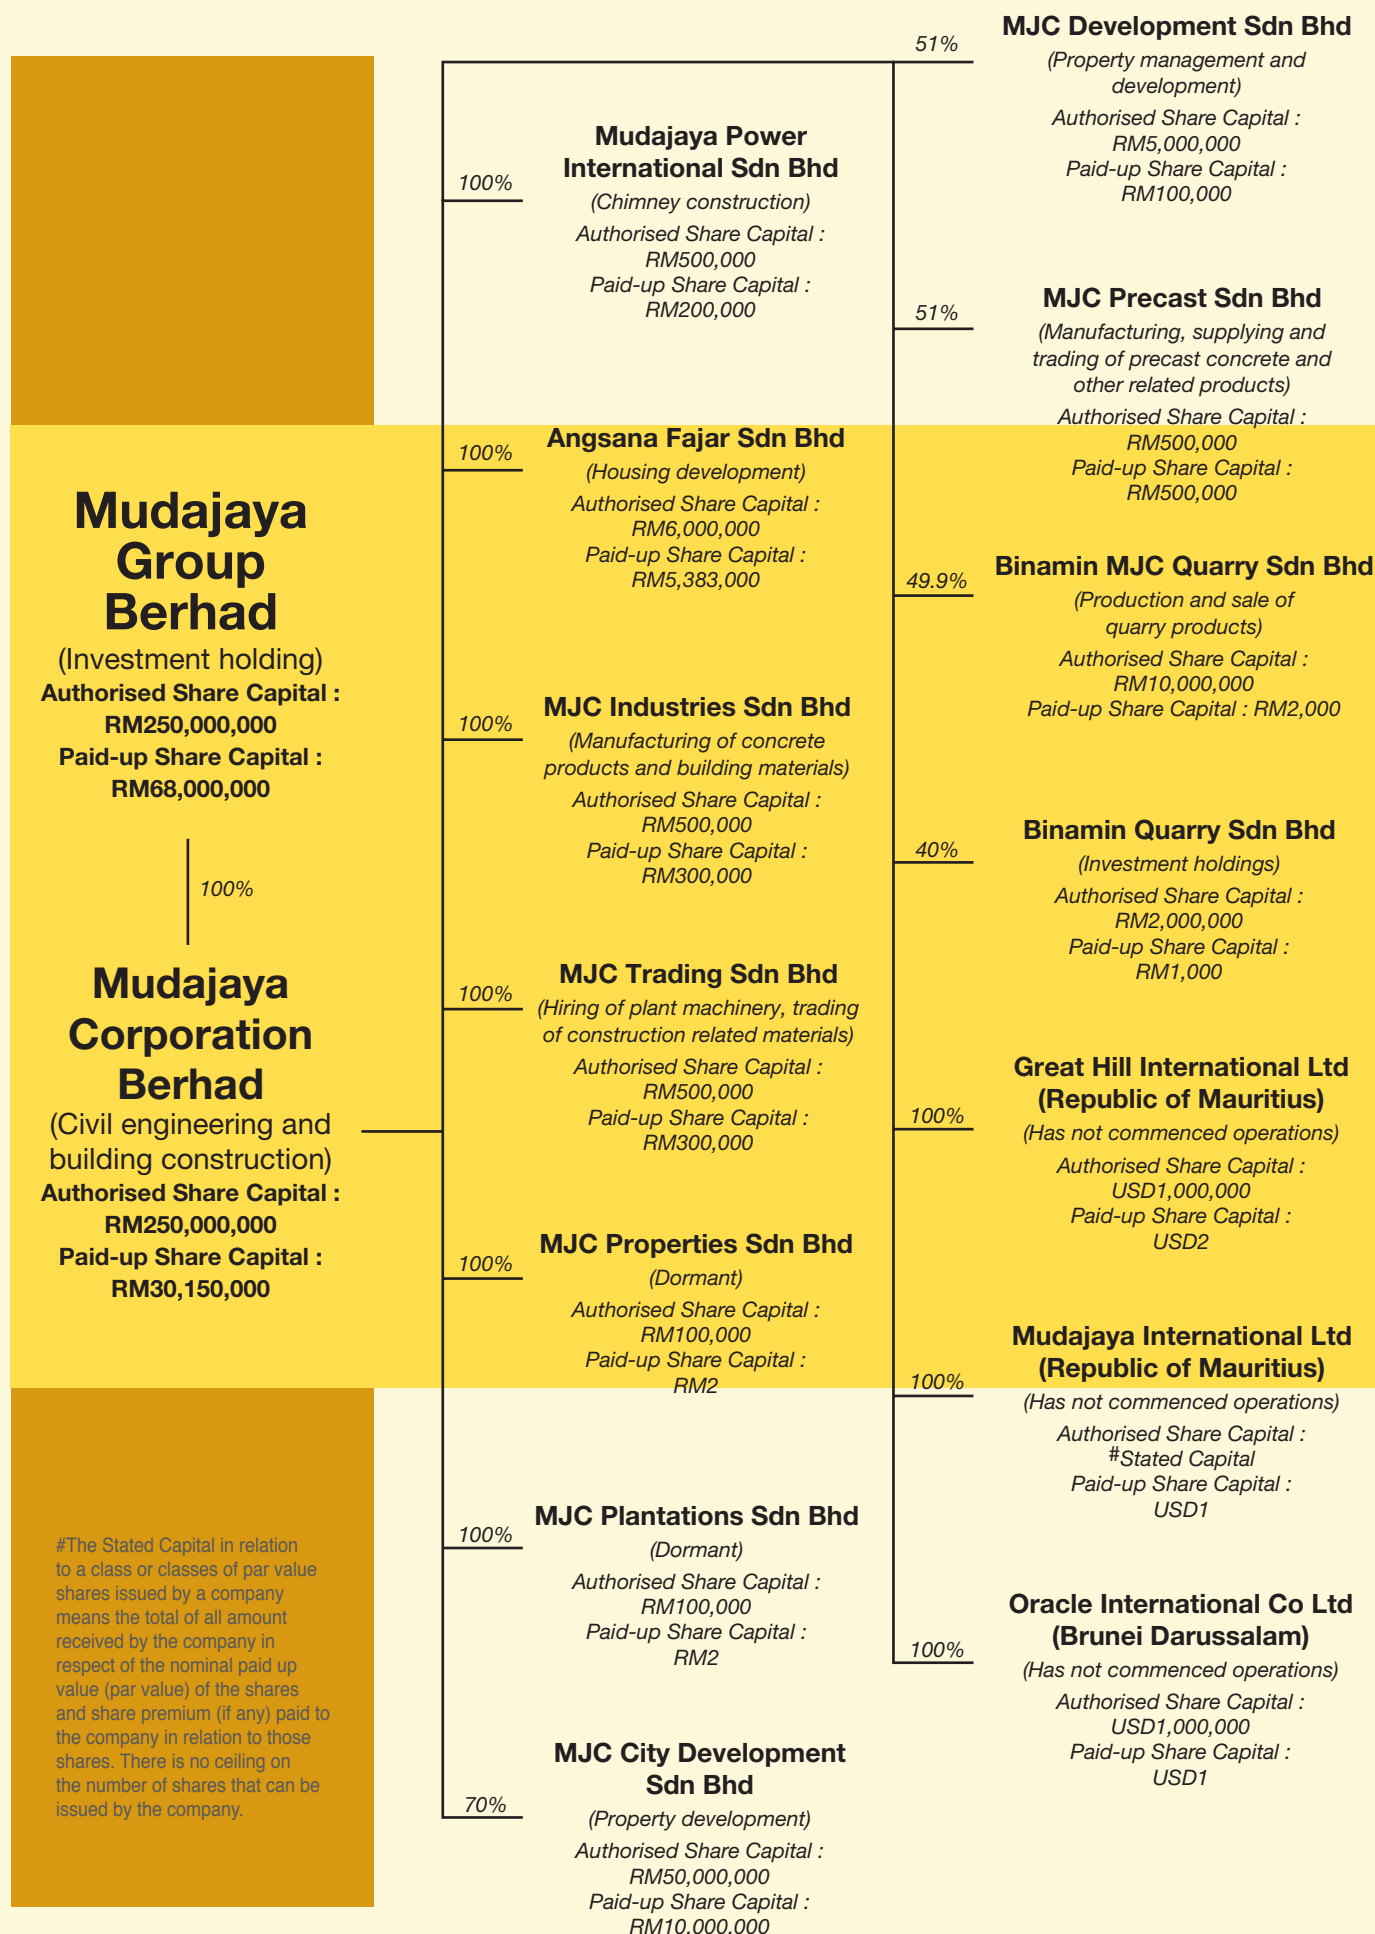 Mudajaya
Group
Berhad
(Investment holding)
Authorised Share Capital :
RM250,000,000
Paid-up Share Capital :
RM68,000,000
100%
Mudajaya
Corporation
Berhad
(Civil engineering and
building construction)
Authorised Share Capital :
RM250,000,000
Paid-up Share Capital :
RM30,150,000
#The Stated Capital in relation
to a class or classes of par value
shares issued by a company
means the total of all amount
received by the company in
respect of the nominal paid up
value (par value) of the shares
and share premium (if any) paid to
the company in relation to those
shares. There is no ceiling on
the number of shares that can be
issued by the company.
100%
Mudajaya Power
International Sdn Bhd
(Chimney construction)
Authorised Share Capital :
RM500,000
Paid-up Share Capital :
RM200,000
100%
Angsana Fajar Sdn Bhd
(Housing development)
Authorised Share Capital :
RM6,000,000
Paid-up Share Capital :
RM5,383,000
100%
MJC Industries Sdn Bhd
(Manufacturing of concrete
products and building materials)
Authorised Share Capital :
RM500,000
Paid-up Share Capital :
RM300,000
100%
MJC Trading Sdn Bhd
(Hiring of plant machinery, trading
of construction related materials)
Authorised Share Capital :
RM500,000
Paid-up Share Capital :
RM300,000
100%
MJC Properties Sdn Bhd
(Dormant)
Authorised Share Capital :
RM100,000
Paid-up Share Capital :
RM2
100%
MJC Plantations Sdn Bhd
(Dormant)
Authorised Share Capital :
RM100,000
Paid-up Share Capital :
RM2
70%
MJC City Development
Sdn Bhd
(Property development)
Authorised Share Capital :
RM50,000,000
Paid-up Share Capital :
RM10,000,000
51%
MJC Development Sdn Bhd
(Property management and
development)
Authorised Share Capital :
RM5,000,000
Paid-up Share Capital :
RM100,000
51%
MJC Precast Sdn Bhd
(Manufacturing, supplying and
trading of precast concrete and
other related products)
Authorised Share Capital :
RM500,000
Paid-up Share Capital :
RM500,000
49.9%
Binamin MJC Quarry Sdn Bhd
(Production and sale of
quarry products)
Authorised Share Capital :
RM10,000,000
Paid-up Share Capital : RM2,000
40%
Binamin Quarry Sdn Bhd
(Investment holdings)
Authorised Share Capital :
RM2,000,000
Paid-up Share Capital :
RM1,000
100%
Great Hill International Ltd
(Republic of Mauritius)
(Has not commenced operations)
Authorised Share Capital :
USD1,000,000
Paid-up Share Capital :
USD2
100%
Mudajaya International Ltd
(Republic of Mauritius)
(Has not commenced operations)
Authorised Share Capital :
#Stated Capital
Paid-up Share Capital :
USD1
100%
Oracle International Co Ltd
(Brunei Darussalam)
(Has not commenced operations)
Authorised Share Capital :
USD1,000,000
Paid-up Share Capital :
USD1